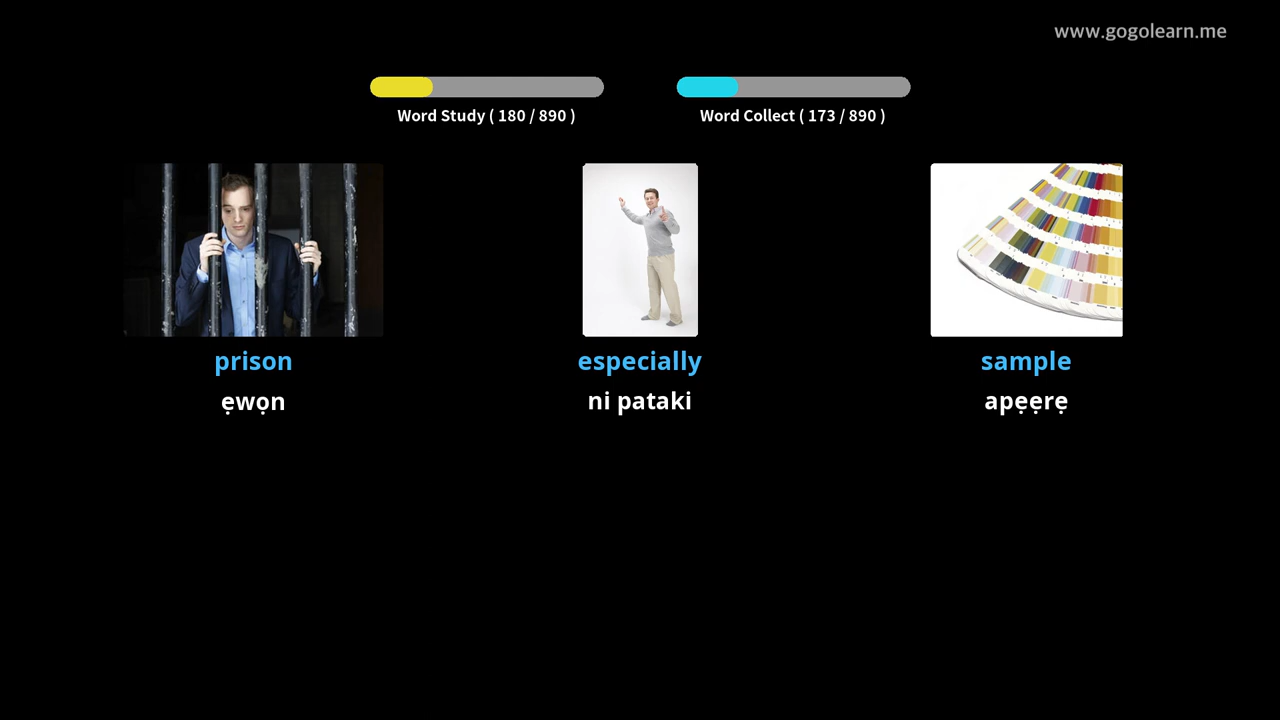 www.gogolearn.me
Word Study ( 180 / 890 )
Word Collect ( 173 / 890 )
prison
especially
sample
ẹwọn
ni pataki
apẹẹrẹ